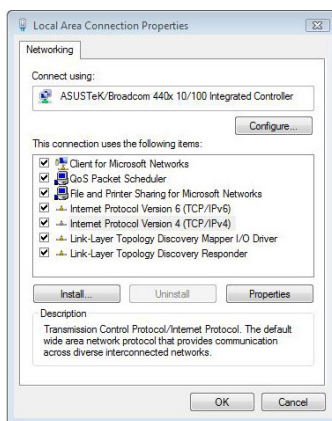 Local Area Connection Properties
Networking
Connect using:
ASUSTeK/Broadcom 440x 10/100 Integrated Controller
Configure...
This connection uses the following items:
Client for Microsoft Networks
QoS Packet Scheduler
File and Printer Sharing for Microsoft Networks
Internet Protocol Version 6 (TCP/IPv6)
Internet Protocol Version 4 (TCP/IPv4)
Link-Layer Topology Discovery Mapper I/O Driver
Link-Layer Topology Discovery Responder
Install... Uninstall Properties
Description
Transmission Control Protocol/Internet Protocol. The default
wide area network protocol that provides communication
across diverse interconnected networks.
OK Cancel